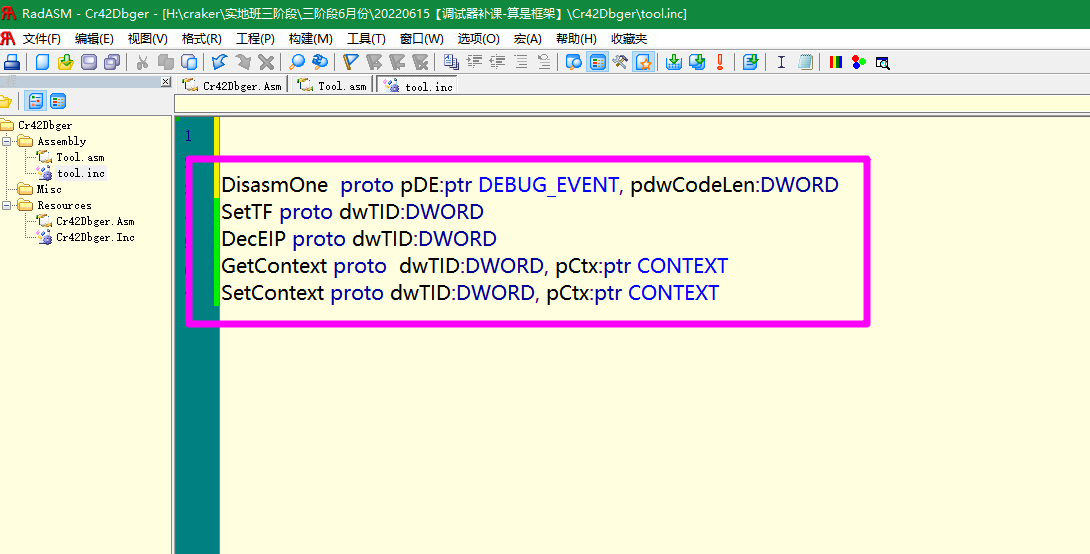 RadASM - Cr42Dbger - [H:\craker\实地班三阶段\三阶段6月份\20220615【调试器补课-算是框架】\Cr42Dbger\tool.inc]
文件(F) 编辑(E) 视图(V) 格式(R) 工程(P) 构建(M) 工具(T) 窗口(W) 选项(O) 宏(A) 帮助(H) 收藏夹
Cr42Dbger.Asm Tool.asm tool.inc
Cr42Dbger
Assembly
Tool.asm
tool.inc
Misc
Resources
Cr42Dbger.Asm
Cr42Dbger.Inc
1
DisasmOne  proto pDE:ptr DEBUG_EVENT, pdwCodeLen:DWORD
SetTF proto dwTID:DWORD
DecEIP proto dwTID:DWORD
GetContext proto  dwTID:DWORD, pCtx:ptr CONTEXT
SetContext proto dwTID:DWORD, pCtx:ptr CONTEXT